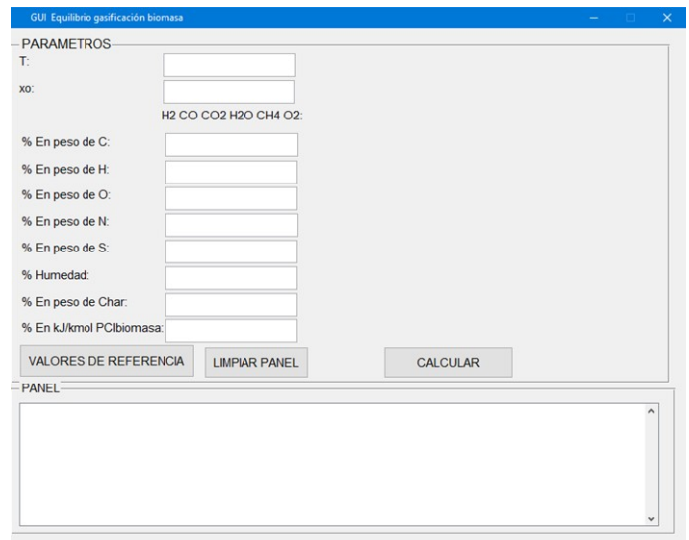 GUI Equilibrio gasificación biomasa
PARAMETROS
T:
xo:
H2 CO CO2 H2O CH4 O2:
% En peso de C:
% En peso de H:
% En peso de O:
% En peso de N:
% En peso de S:
% Humedad:
% En peso de Char:
% En kJ/kmol PCIbiomasa:
VALORES DE REFERENCIA LIMPIAR PANEL CALCULAR
PANEL